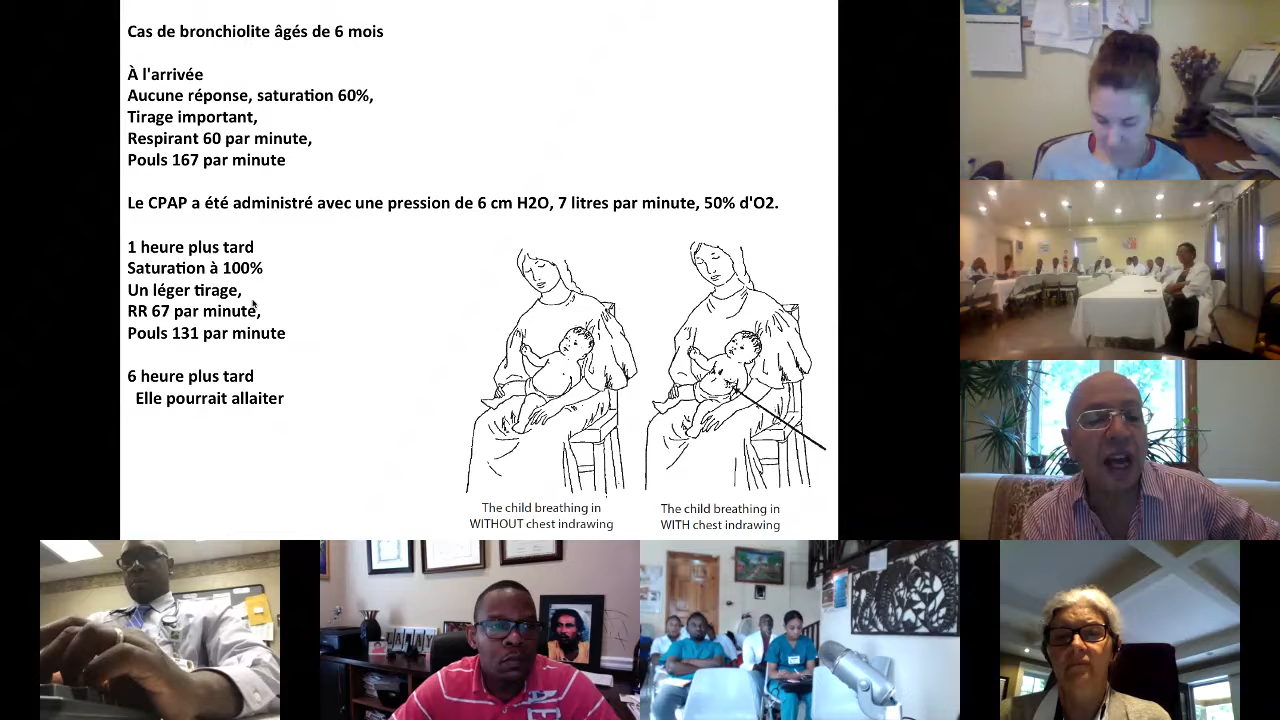 Cas de bronchiolite âgés de 6 mois
À l'arrivée
Aucune réponse, saturation 60%,
Tirage important,
Respirant 60 par minute,
Pouls 167 par minute
Le CPAP a été administré avec une pression de 6 cm H2O, 7 litres par minute, 50% d'O2.
1 heure plus tard
Saturation à 100%
Un léger tirage,
RR 67 par minute,
Pouls 131 par minute
6 heure plus tard
Elle pourrait allaiter
The child breathing in
WITHOUT chest indrawing
The child breathing in
WITH chest indrawing